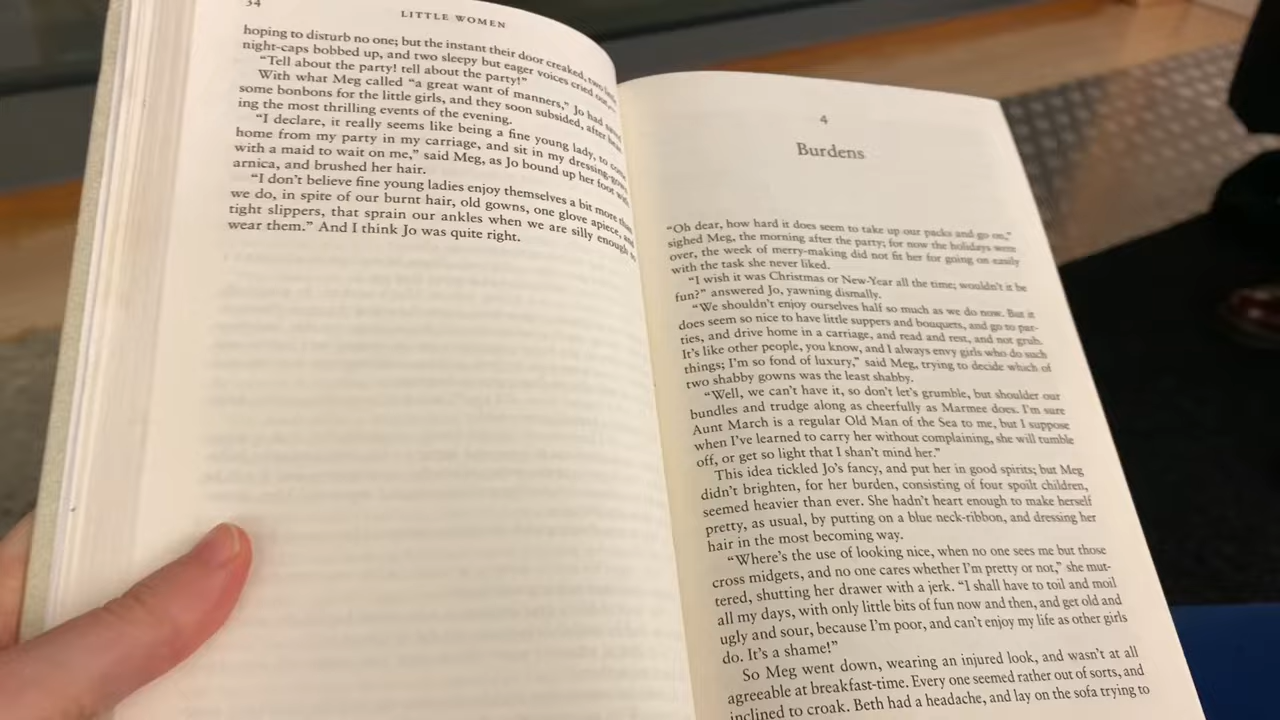 34
LITTLE WOMEN
hoping to disturb no one; but the instant their door creaked, two
night-caps bobbed up, and two sleepy but eager voices cried out,—
“Tell about the party! tell about the party!”
With what Meg called “a great want of manners,” Jo had saved
some bonbons for the little girls, and they soon subsided, after
ing the most thrilling events of the evening.
“I declare, it really seems like being a fine young lady, to come
home from my party in my carriage, and sit in my dressing-gown
with a maid to wait on me,” said Meg, as Jo bound up her foot with
arnica, and brushed her hair.
“I don’t believe fine young ladies enjoy themselves a bit more than
we do, in spite of our burnt hair, old gowns, one glove apiece, and
tight slippers, that sprain our ankles when we are silly enough to
wear them.” And I think Jo was quite right.
4
Burdens
“Oh dear, how hard it does seem to take up our packs and go on,”
sighed Meg, the morning after the party; for now the holidays were
over, the week of merry-making did not fit her for going on easily
with the task she never liked.
“I wish it was Christmas or New-Year all the time; wouldn’t it be
fun?” answered Jo, yawning dismally.
“We shouldn’t enjoy ourselves half so much as we do now. But it
does seem so nice to have little suppers and bouquets, and go to par-
ties, and drive home in a carriage, and read and rest, and not grub.
It’s like other people, you know, and I always envy girls who do such
things; I’m so fond of luxury,” said Meg, trying to decide which of
two shabby gowns was the least shabby.
“Well, we can’t have it, so don’t let’s grumble, but shoulder our
bundles and trudge along as cheerfully as Marmee does. I’m sure
Aunt March is a regular Old Man of the Sea to me, but I suppose
when I’ve learned to carry her without complaining, she will tumble
off, or get so light that I shan’t mind her.”
This idea tickled Jo’s fancy, and put her in good spirits; but Meg
didn’t brighten, for her burden, consisting of four spoilt children,
seemed heavier than ever. She hadn’t heart enough to make herself
pretty, as usual, by putting on a blue neck-ribbon, and dressing her
hair in the most becoming way.
“Where’s the use of looking nice, when no one sees me but those
cross midgets, and no one cares whether I’m pretty or not,” she mut-
tered, shutting her drawer with a jerk. “I shall have to toil and moil
all my days, with only little bits of fun now and then, and get old and
ugly and sour, because I’m poor, and can’t enjoy my life as other girls
do. It’s a shame!”
So Meg went down, wearing an injured look, and wasn’t at all
agreeable at breakfast-time. Every one seemed rather out of sorts, and
inclined to croak. Beth had a headache, and lay on the sofa trying to